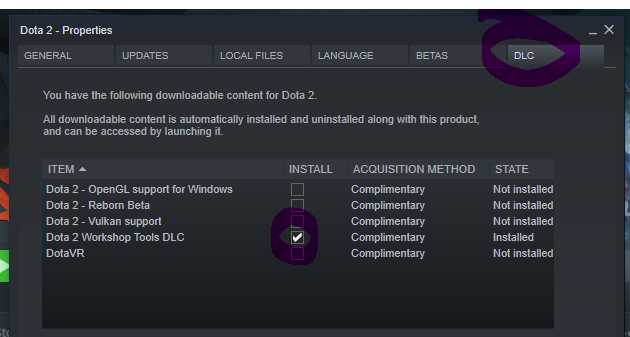 Dota 2 - Properties
GENERAL UPDATES LOCAL FILES LANGUAGE BETAS DLC
You have the following downloadable content for Dota 2.
All downloadable content is automatically installed and uninstalled along with this product,
and can be accessed by launching it.
ITEM INSTALL ACQUISITION METHOD STATE
Dota 2 - OpenGL support for Windows Complimentary Not installed
Dota 2 - Reborn Beta Complimentary Not installed
Dota 2 - Vulkan support Complimentary Not installed
Dota 2 Workshop Tools DLC Complimentary Installed
DotaVR Complimentary Not installed